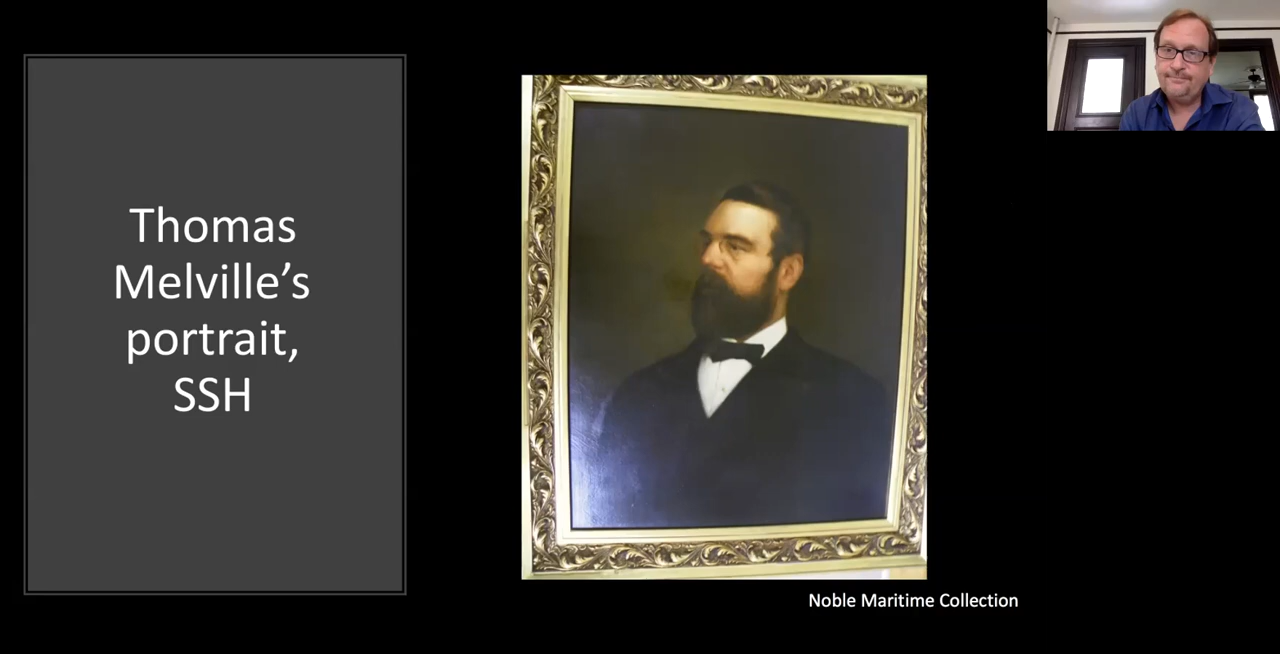 Thomas
Melville’s
portrait,
SSH
Noble Maritime Collection